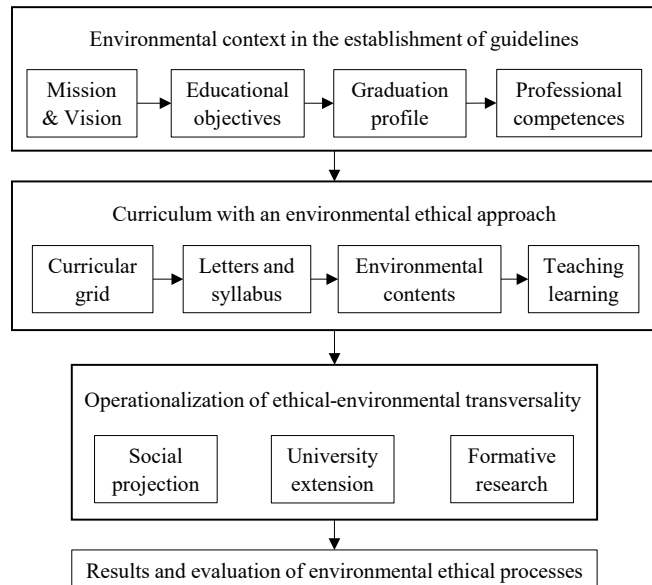 Environmental context in the establishment of guidelines
Mission
& Vision
Educational
objectives
Graduation
profile
Professional
competences
Curriculum with an environmental ethical approach
Curricular
grid
Letters and
syllabus
Environmental
contents
Teaching
learning
Operationalization of ethical-environmental transversality
Social
projection
University
extension
Formative
research
Results and evaluation of environmental ethical processes